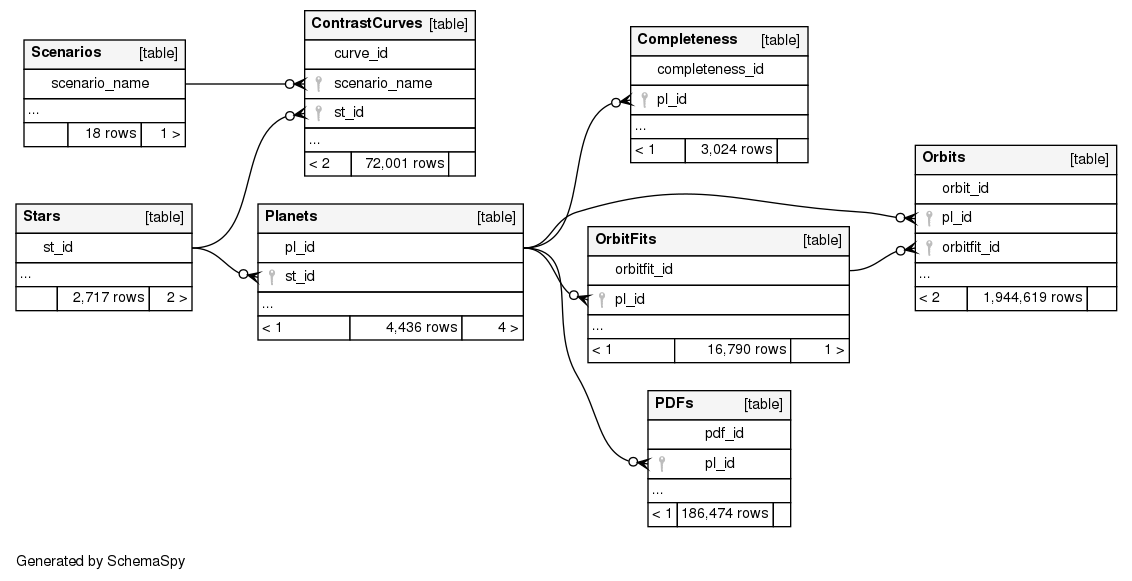 Scenarios [table]
scenario_name
...
18 rows 1 >
ContrastCurves [table]
curve_id
scenario_name
st_id
...
< 2 72,001 rows
Completeness [table]
completeness_id
pl_id
...
< 1 3,024 rows
Orbits [table]
orbit_id
pl_id
orbitfit_id
...
< 2 1,944,619 rows
Stars [table]
st_id
...
2,717 rows 2 >
Planets [table]
pl_id
st_id
...
< 1 4,436 rows 4 >
OrbitFits [table]
orbitfit_id
pl_id
...
< 1 16,790 rows 1 >
PDFs [table]
pdf_id
pl_id
...
< 1 186,474 rows
Generated by SchemaSpy